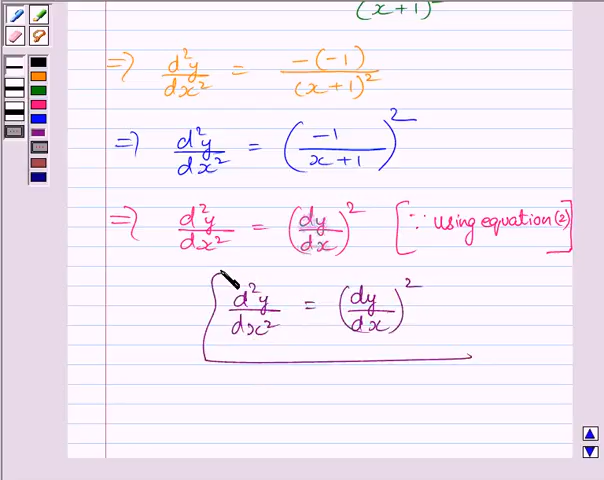 (x+1)²
⇒ d²y/dx² = -(-1)/(x+1)²
⇒ d²y/dx² = (-1/x+1)²
⇒ d²y/dx² = (dy/dx)² [∵ using equation (2)]
d²y/dx² = (dy/dx)²